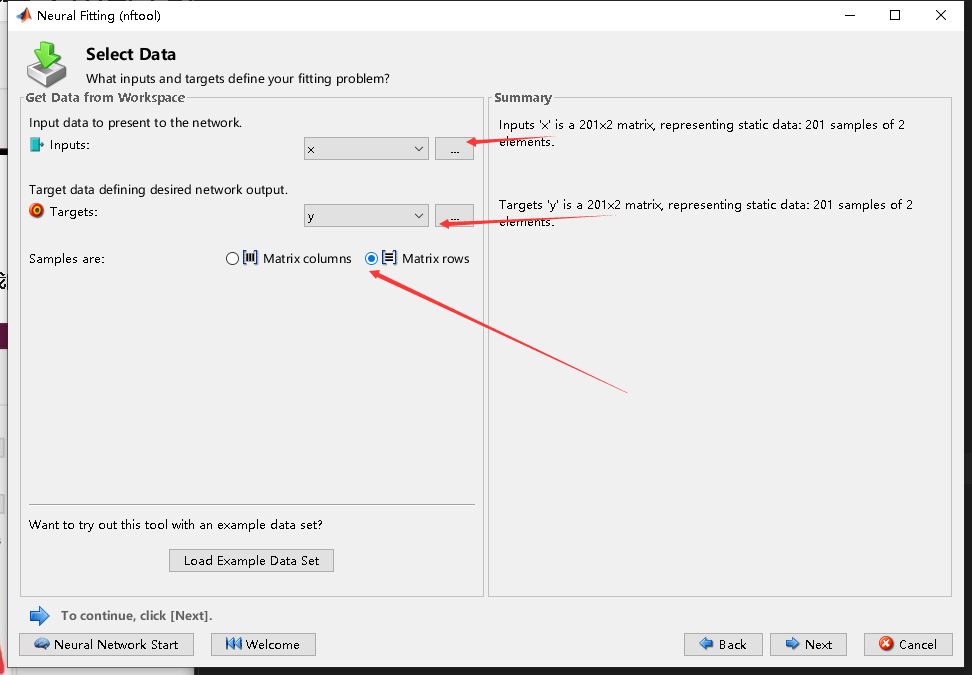 Neural Fitting (nftool)
Select Data
What inputs and targets define your fitting problem?
Get Data from Workspace
Input data to present to the network.
Inputs:
x
...
Target data defining desired network output.
Targets:
y
...
Samples are:
Matrix columns
Matrix rows
Want to try out this tool with an example data set?
Load Example Data Set
Summary
Inputs 'x' is a 201x2 matrix, representing static data: 201 samples of 2
elements.
Targets 'y' is a 201x2 matrix, representing static data: 201 samples of 2
elements.
To continue, click [Next].
Neural Network Start
Welcome
Back
Next
Cancel